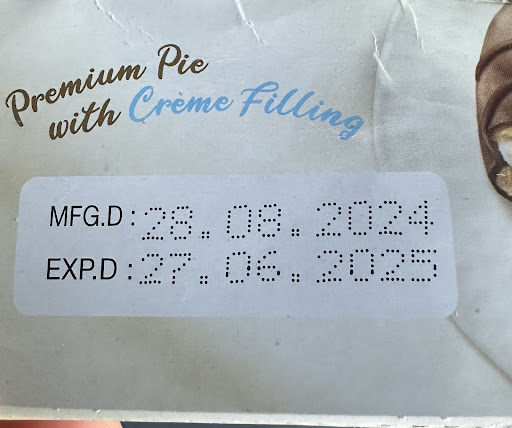 Premium Pie
with Crème Filling
MFG.D : 28.08.2024
EXP.D : 27.06.2025